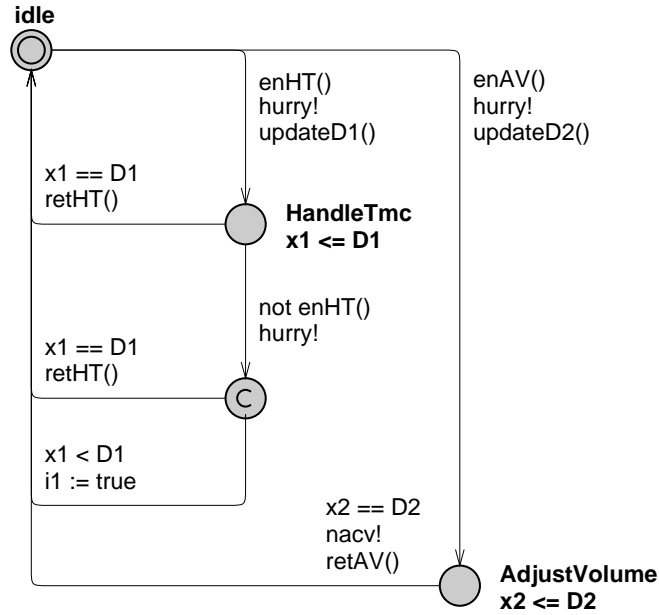 idle
enHT()
hurry!
updateD1()
enAV()
hurry!
updateD2()
x1 == D1
retHT()
HandleTmc
x1 <= D1
not enHT()
hurry!
x1 == D1
retHT()
C
x1 < D1
i1 := true
x2 == D2
nacv!
retAV()
AdjustVolume
x2 <= D2